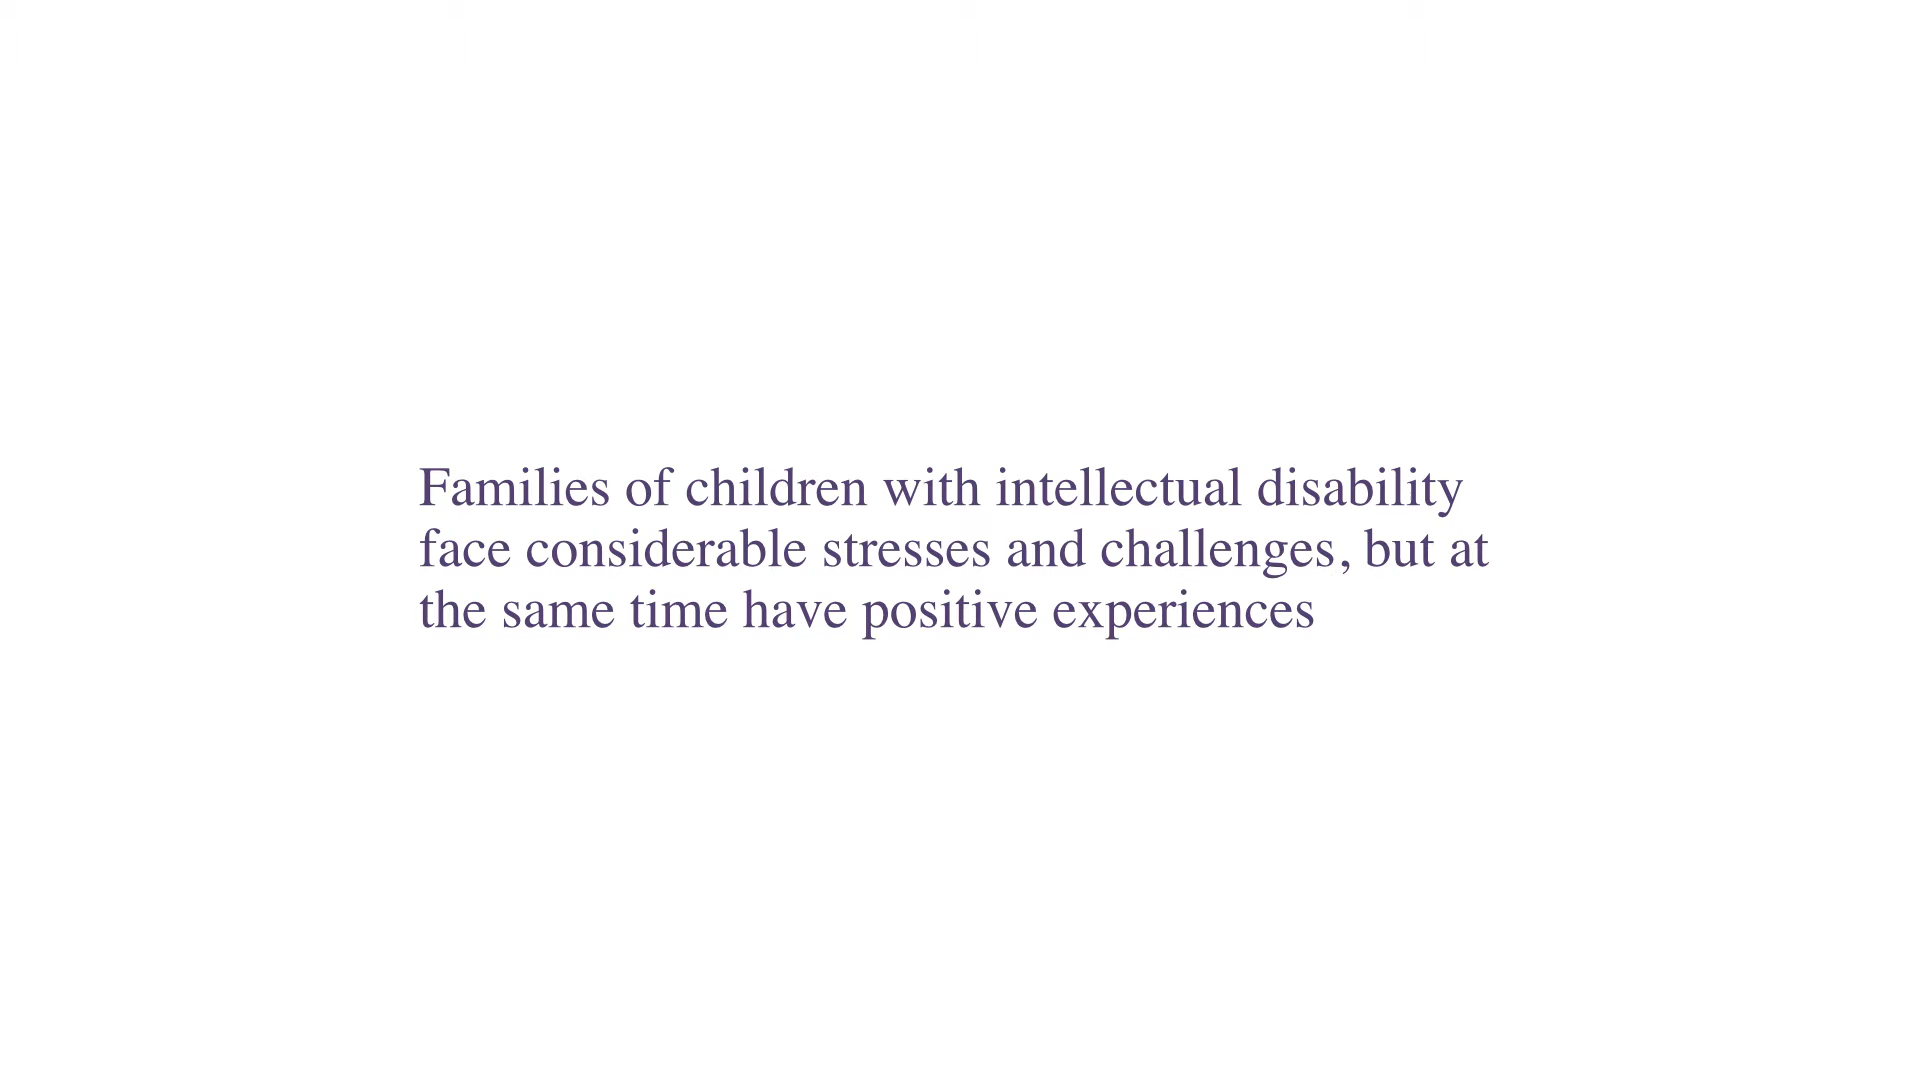 Families of children with intellectual disability
face considerable stresses and challenges, but at
the same time have positive experiences